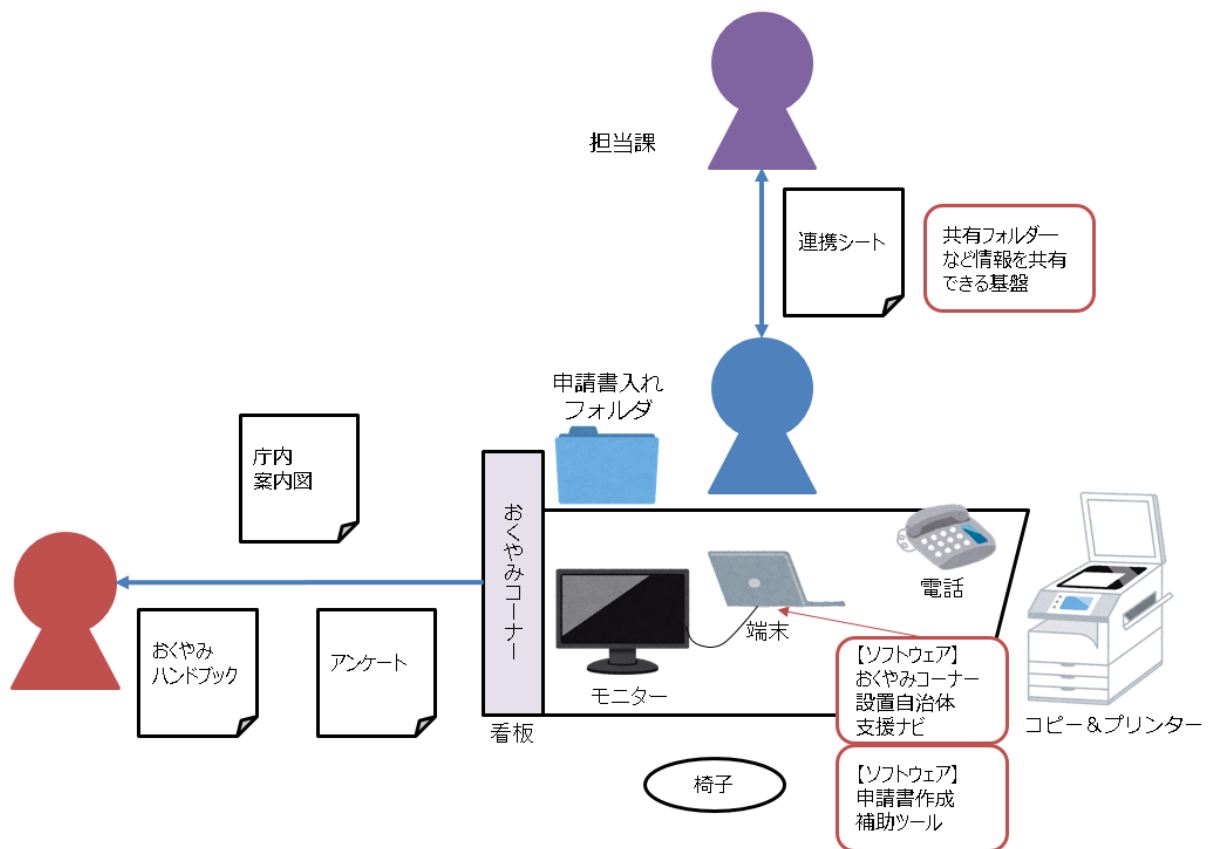 担当課
連携シート
共有フォルダー
など情報を共有
できる基盤
申請書入れ
フォルダ
庁内
案内図
おくやみコーナー
電話
端末
おくやみ
ハンドブック
アンケート
モニター
【ソフトウェア】
おくやみコーナー
設置自治体
支援ナビ
コピー＆プリンター
看板
椅子
【ソフトウェア】
申請書作成
補助ツール